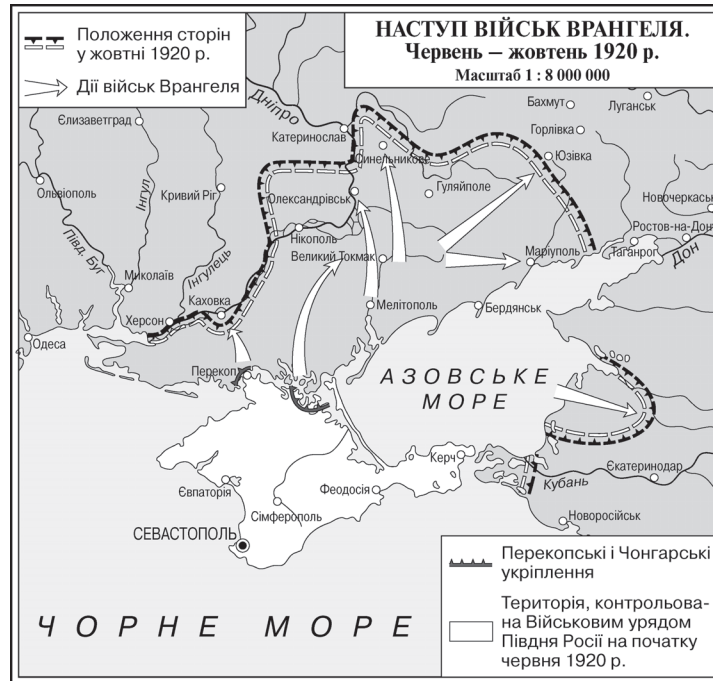 НАСТУП ВІЙСЬК ВРАНГЕЛЯ.
Червень – жовтень 1920 р.
Масштаб 1 : 8 000 000
Положення сторін
у жовтні 1920 р.
Дії військ Врангеля
Дніпро
Бахмут
Луганськ
Єлизаветград
Катеринослав
Горлівка
Синельникове
Юзівка
Ольвіополь
Інгул
Кривий Ріг
Олександрівськ
Гуляйполе
Новочеркаськ
Півд. Буг
Нікополь
Ростов-на-Дону
Інгулець
Великий Токмак
Маріуполь
Таганрог
Дон
Миколаїв
Каховка
Херсон
Мелітополь
Бердянськ
Одеса
Перекоп
АЗОВСЬКЕ
МОРЕ
Керч
Єкатеринодар
Кубань
Євпаторія
Феодосія
Сімферополь
Новоросійськ
СЕВАСТОПОЛЬ
ЧОРНЕ МОРЕ
Перекопські і Чонгарські
укріплення
Територія, контрольова-
на Військовим урядом
Півдня Росії на початку
червня 1920 р.